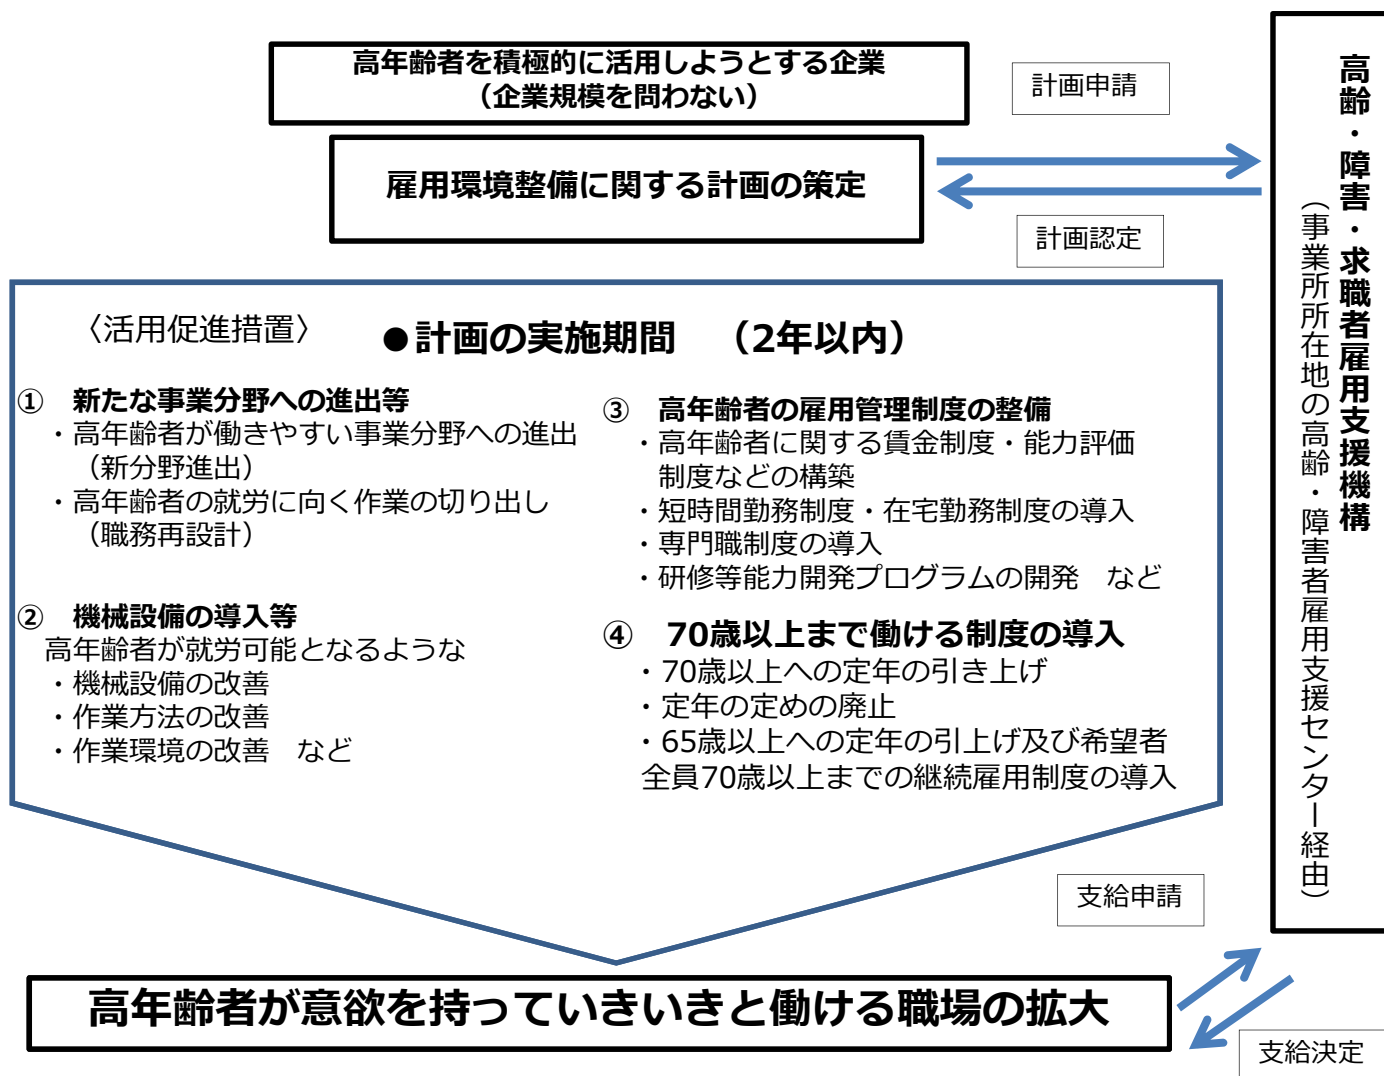 高年齢者を積極的に活用しようとする企業
（企業規模を問わない）
計画申請
雇用環境整備に関する計画の策定
計画認定
高齢・障害・求職者雇用支援機構
（事業所所在地の高齢・障害者雇用支援センター経由）
〈活用促進措置〉
●計画の実施期間　（2年以内）
①　新たな事業分野への進出等
・高年齢者が働きやすい事業分野への進出
（新分野進出）
・高年齢者の就労に向く作業の切り出し
（職務再設計）
②　機械設備の導入等
高年齢者が就労可能となるような
・機械設備の改善
・作業方法の改善
・作業環境の改善　など
③　高年齢者の雇用管理制度の整備
・高年齢者に関する賃金制度・能力評価
制度などの構築
・短時間勤務制度・在宅勤務制度の導入
・専門職制度の導入
・研修等能力開発プログラムの開発　など
④　70歳以上まで働ける制度の導入
・70歳以上への定年の引き上げ
・定年の定めの廃止
・65歳以上への定年の引上げ及び希望者
全員70歳以上までの継続雇用制度の導入
支給申請
高年齢者が意欲を持っていきいきと働ける職場の拡大
支給決定